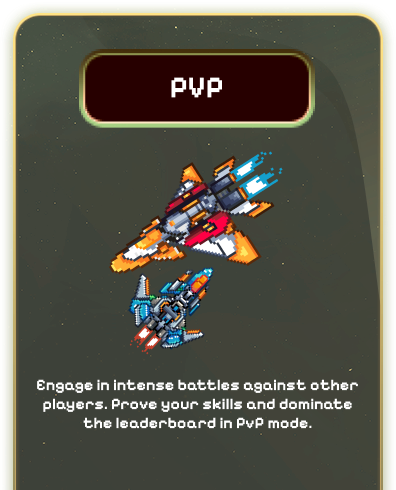 PVP
Engage in intense battles against other
players. Prove your skills and dominate
the leaderboard in PvP mode.